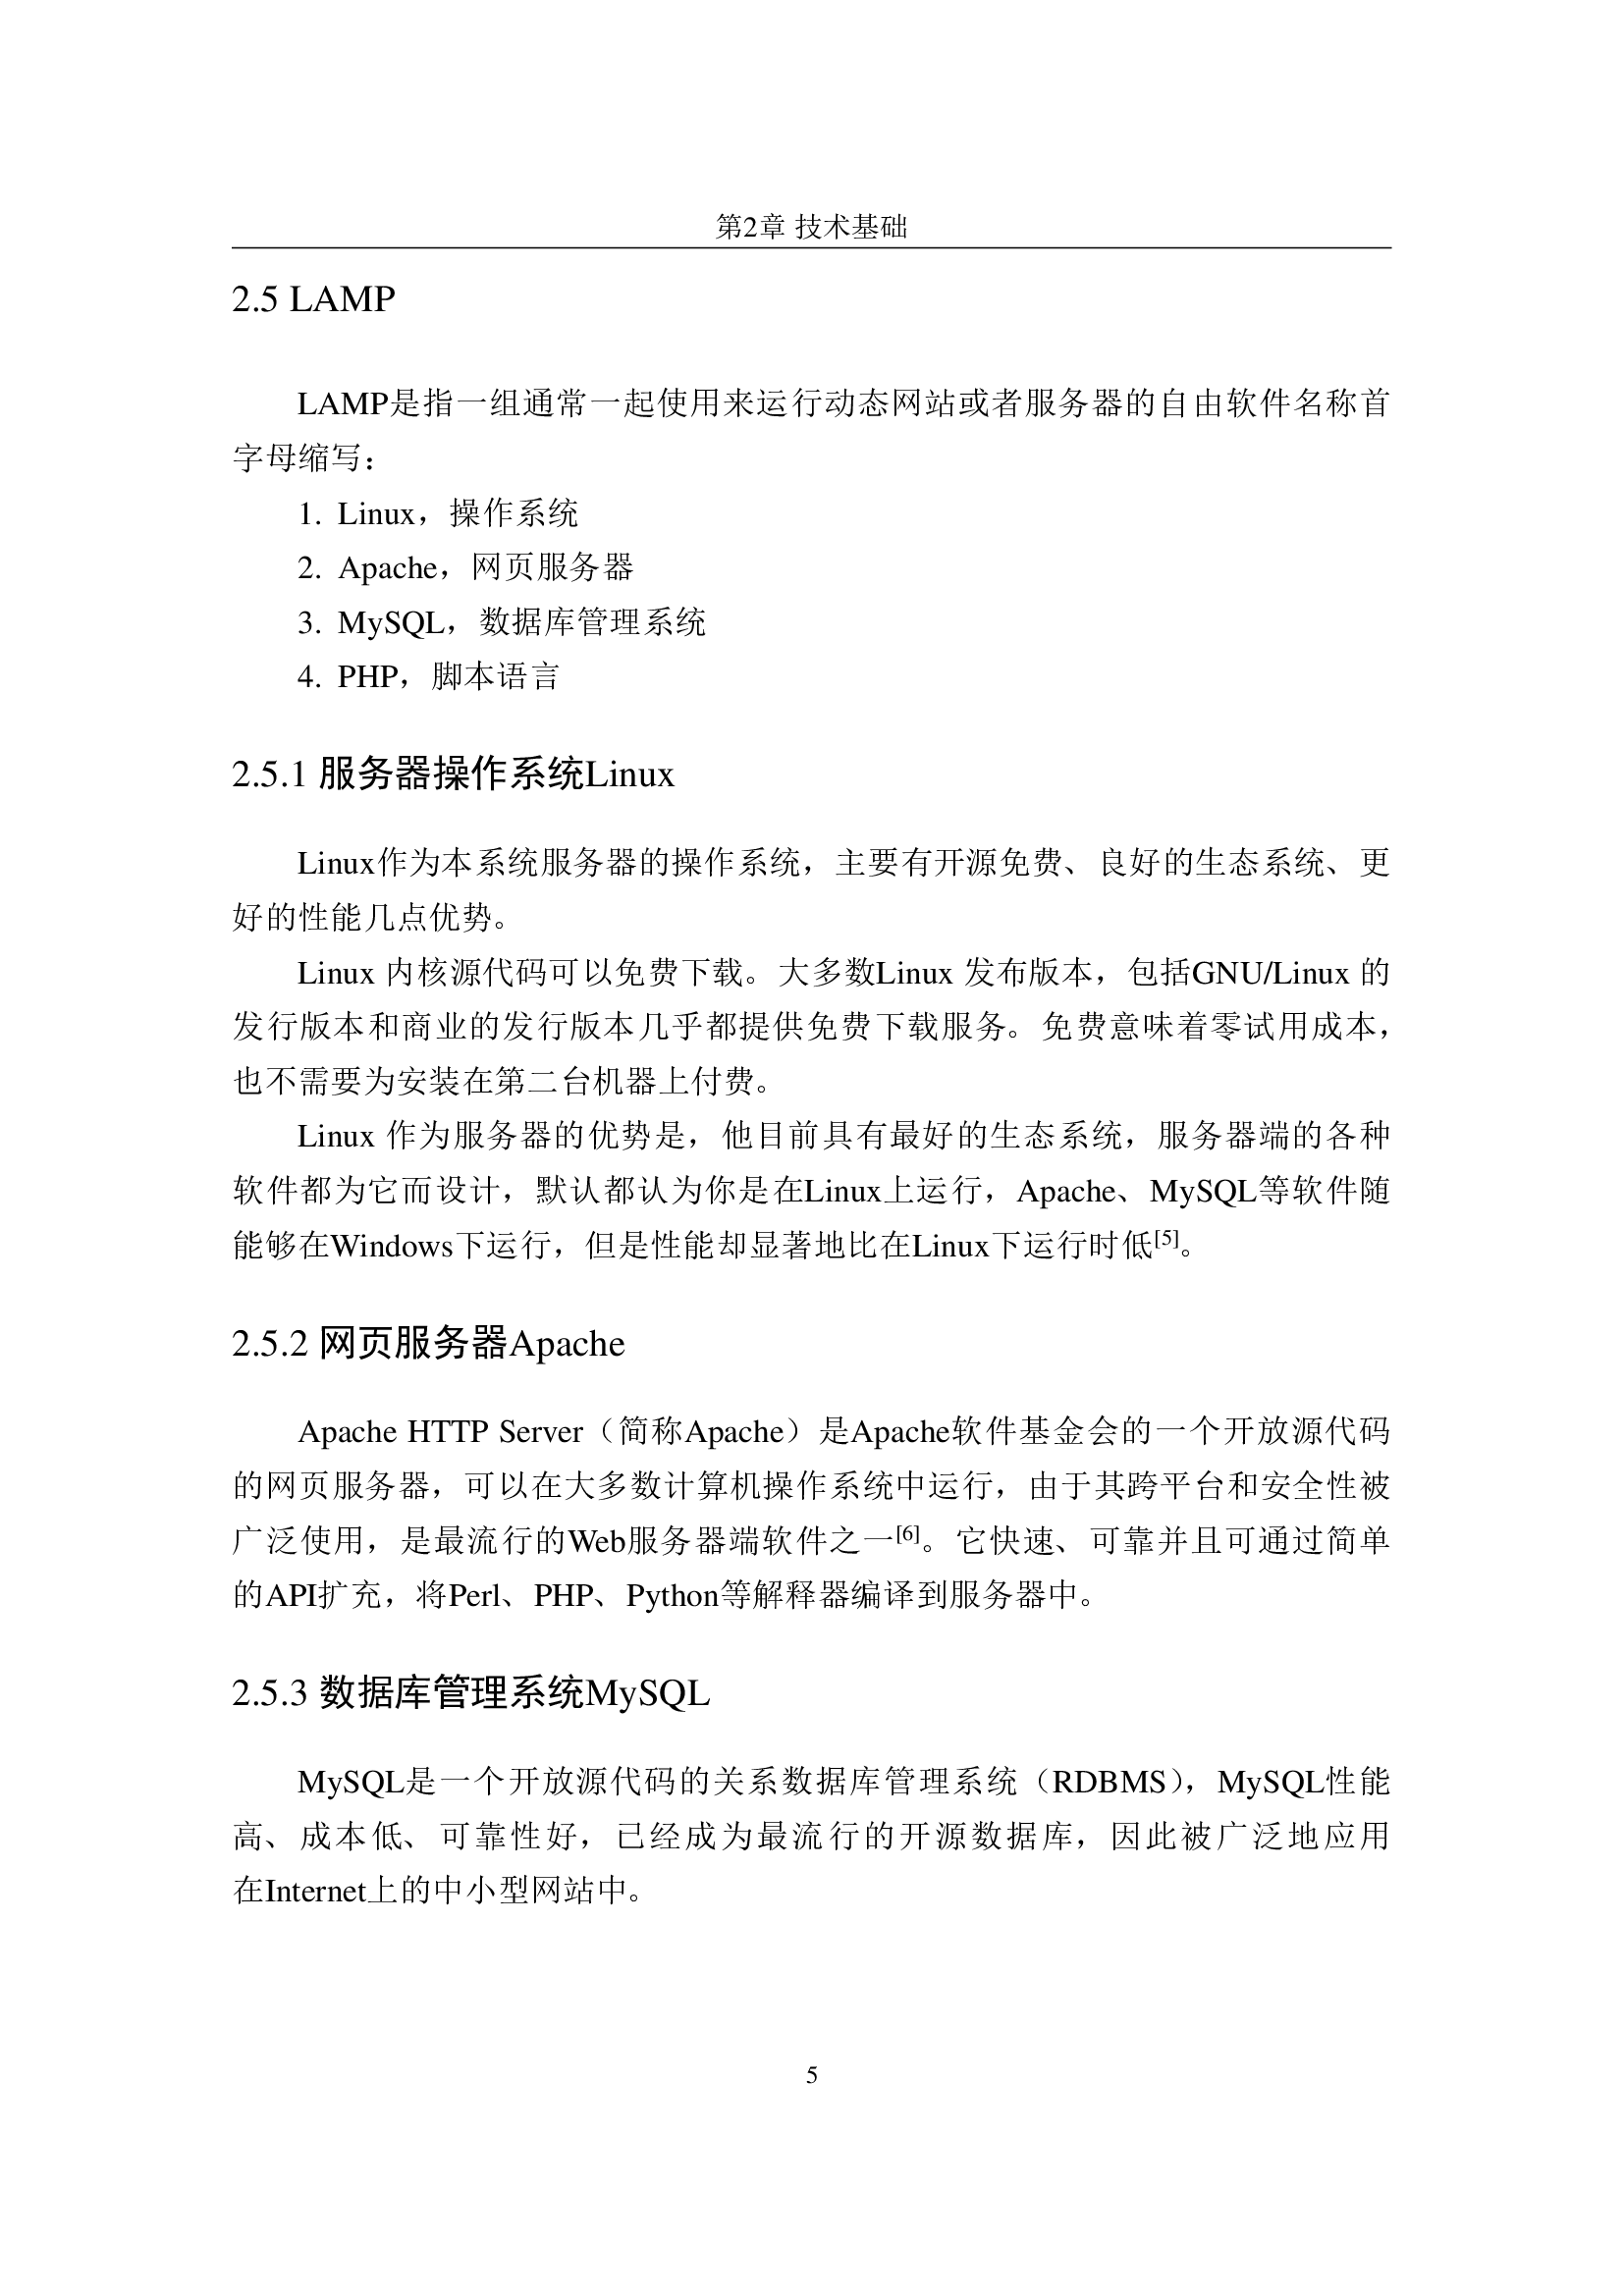 第2章 技术基础
2.5 LAMP
LAMP是指一组通常一起使用来运行动态网站或者服务器的自由软件名称首
字母缩写：
1. Linux，操作系统
2. Apache，网页服务器
3. MySQL，数据库管理系统
4. PHP，脚本语言
2.5.1 服务器操作系统Linux
Linux作为本系统服务器的操作系统，主要有开源免费、良好的生态系统、更
好的性能几点优势。
Linux 内核源代码可以免费下载。大多数Linux 发布版本，包括GNU/Linux 的
发行版本和商业的发行版本几乎都提供免费下载服务。免费意味着零试用成本，
也不需要为安装在第二台机器上付费。
Linux 作为服务器的优势是，他目前具有最好的生态系统，服务器端的各种
软件都为它而设计，默认都认为你是在Linux上运行，Apache、MySQL等软件随
能够在Windows下运行，但是性能却显著地比在Linux下运行时低[5]。
2.5.2 网页服务器Apache
Apache HTTP Server（简称Apache）是Apache软件基金会的一个开放源代码
的网页服务器，可以在大多数计算机操作系统中运行，由于其跨平台和安全性被
广泛使用，是最流行的Web服务器端软件之一[6]。它快速、可靠并且可通过简单
的API扩充，将Perl、PHP、Python等解释器编译到服务器中。
2.5.3 数据库管理系统MySQL
MySQL是一个开放源代码的关系数据库管理系统（RDBMS），MySQL性能
高、成本低、可靠性好，已经成为最流行的开源数据库，因此被广泛地应用
在Internet上的中小型网站中。
5